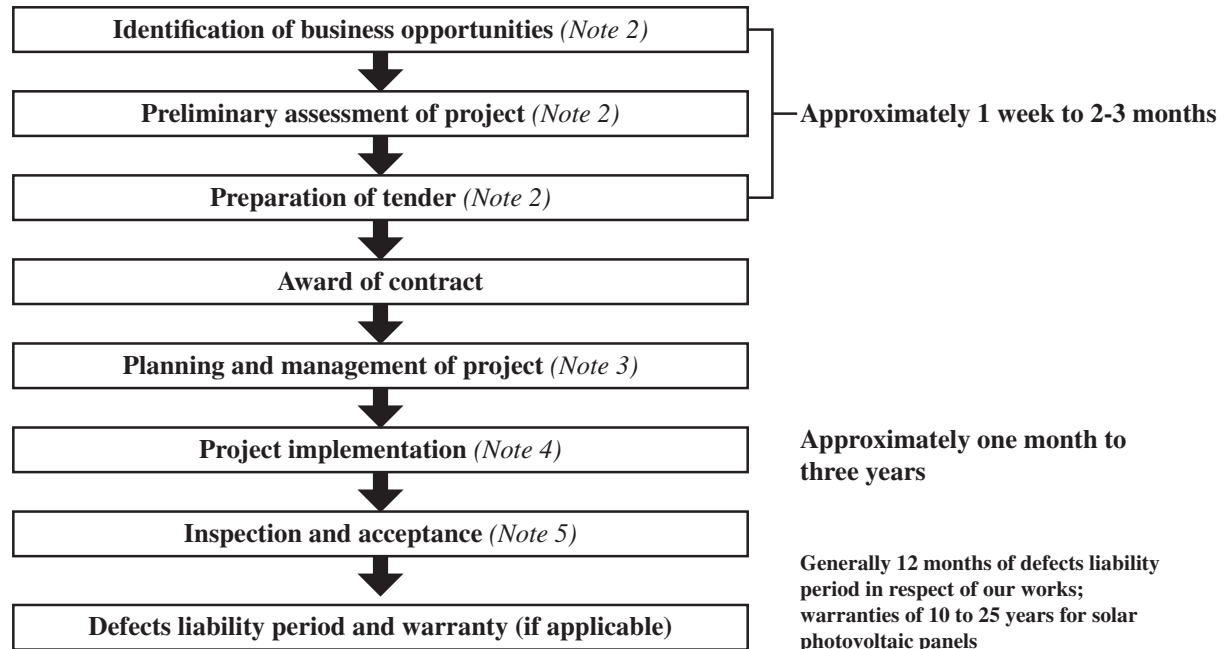 Identification of business opportunities (Note 2)
Preliminary assessment of project (Note 2)
Approximately 1 week to 2-3 months
Preparation of tender (Note 2)
Award of contract
Planning and management of project (Note 3)
Project implementation (Note 4)
Approximately one month to
three years
Inspection and acceptance (Note 5)
Defects liability period and warranty (if applicable)
Generally 12 months of defects liability
period in respect of our works;
warranties of 10 to 25 years for solar
photovoltaic panels